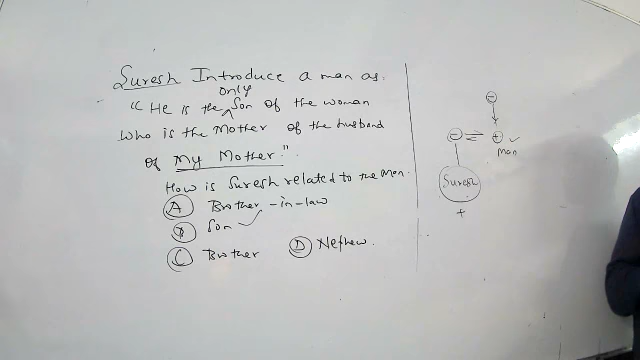 Suresh Introduce a man as.
only
"He is the ^ Son of the woman
who is the Mother of the husband
of My Mother."
How is Suresh related to the man.
A Brother-in-law
B Son ✓
C Brother
D Nephew.
-
- = + ✓
man
Suresh
+